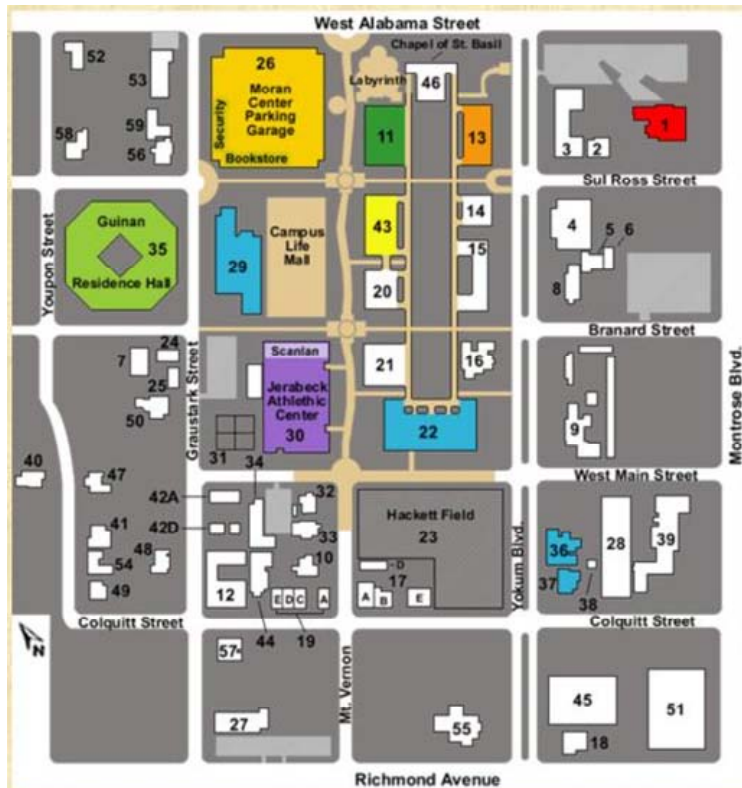 West Alabama Street
Chapel of St. Basil
52
53
26
Moran
Center
Parking
Garage
Security
Bookstore
Labyrinth
46
11
13
1
3
2
58
59
56
Sul Ross Street
Youpon Street
Guinan
35
Residence Hall
29
Campus
Life
Mall
43
14
15
20
4
5
6
8
Branard Street
Graustark Street
24
7
25
50
Scanlan
Jerabeck
Athlethic
Center
30
31
34
21
16
22
9
Montrose Blvd.
West Main Street
40
47
42A
42D
41
54
48
49
32
33
10
12
E
D
C
A
44
19
Hackett Field
23
D
17
A
B
E
Yokum Blvd.
36
37
38
28
39
Colquitt Street
Colquitt Street
N
57
27
Mt. Vernon
55
45
51
18
Richmond Avenue